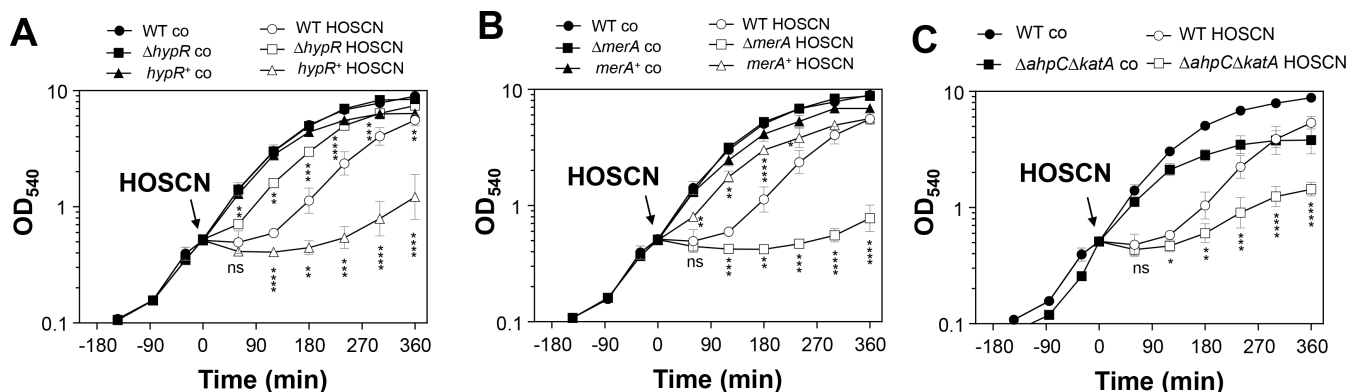 A
WT co
WT HOSCN
ΔhypR co
ΔhypR HOSCN
hypR+ co
hypR+ HOSCN
OD540
10
1
0.1
HOSCN
ns
**
**
***
****
***
**
****
**
***
****
****
-180 -90 0 90 180 270 360
Time (min)
B
WT co
WT HOSCN
ΔmerA co
ΔmerA HOSCN
merA+ co
merA+ HOSCN
OD540
10
1
0.1
HOSCN
ns
**
**
****
*
***
**
***
***
****
-180 -90 0 90 180 270 360
Time (min)
C
WT co
WT HOSCN
ΔahpCΔkatA co
ΔahpCΔkatA HOSCN
OD540
10
1
0.1
HOSCN
ns
*
**
***
****
****
-180 -90 0 90 180 270 360
Time (min)